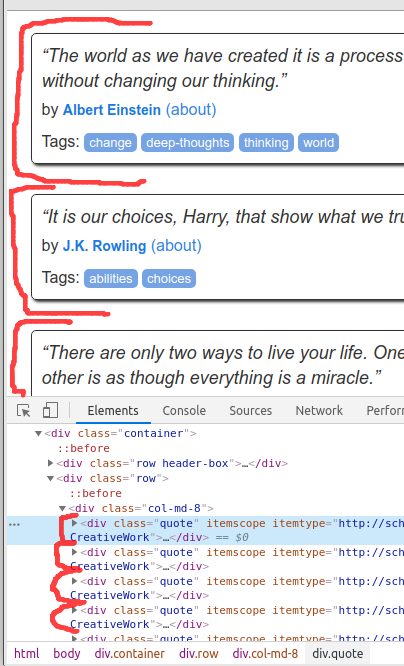 “The world as we have created it is a process
without changing our thinking.”
by Albert Einstein (about)
Tags: change deep-thoughts thinking world
“It is our choices, Harry, that show what we tru
by J.K. Rowling (about)
Tags: abilities choices
“There are only two ways to live your life. One
other is as though everything is a miracle.”
Elements Console Sources Network Perforr
<div class="container">
::before
<div class="row header-box">…</div>
<div class="row">
::before
<div class="col-md-8">
<div class="quote" itemscope itemtype="http://sch
CreativeWork">…</div> == $0
<div class="quote" itemscope itemtype="http://sch
CreativeWork">…</div>
<div class="quote" itemscope itemtype="http://sch
CreativeWork">…</div>
<div class="quote" itemscope itemtype="http://sch
CreativeWork">…</div>
<div class="quote" itemscope itemtype="http://sch
html body div.container div.row div.col-md-8 div.quote